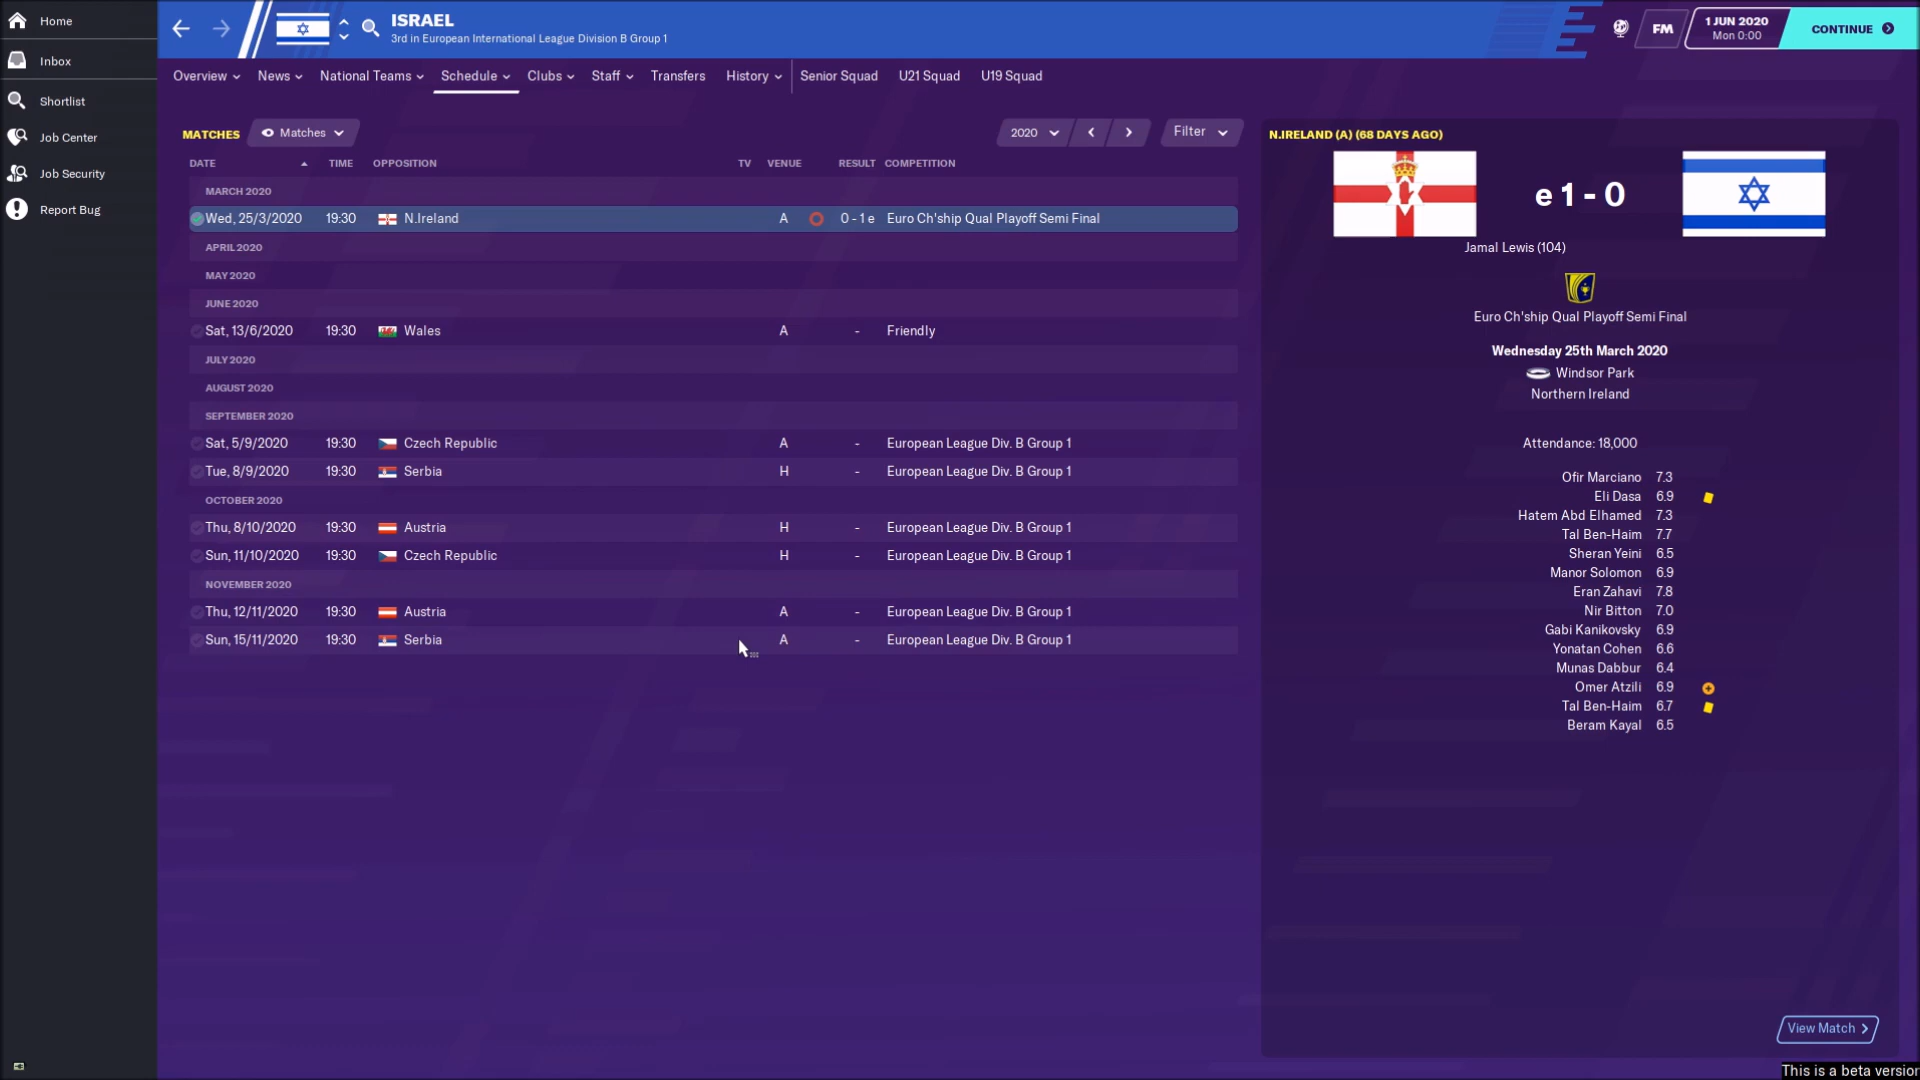 Home
Inbox
Shortlist
Job Center
Job Security
Report Bug
ISRAEL
3rd in European International League Division B Group 1
FM
1 JUN 2020
Mon 0:00
CONTINUE
Overview News National Teams Schedule Clubs Staff Transfers History Senior Squad U21 Squad U19 Squad
MATCHES Matches 2020 Filter
DATE TIME OPPOSITION TV VENUE RESULT COMPETITION
MARCH 2020
Wed, 25/3/2020 19:30 N.Ireland A 0 - 1 e Euro Ch'ship Qual Playoff Semi Final
APRIL 2020
MAY 2020
JUNE 2020
Sat, 13/6/2020 19:30 Wales A - Friendly
JULY 2020
AUGUST 2020
SEPTEMBER 2020
Sat, 5/9/2020 19:30 Czech Republic A - European League Div. B Group 1
Tue, 8/9/2020 19:30 Serbia H - European League Div. B Group 1
OCTOBER 2020
Thu, 8/10/2020 19:30 Austria H - European League Div. B Group 1
Sun, 11/10/2020 19:30 Czech Republic H - European League Div. B Group 1
NOVEMBER 2020
Thu, 12/11/2020 19:30 Austria A - European League Div. B Group 1
Sun, 15/11/2020 19:30 Serbia A - European League Div. B Group 1
N.IRELAND (A) (68 DAYS AGO)
e 1 - 0
Jamal Lewis (104)
Euro Ch'ship Qual Playoff Semi Final
Wednesday 25th March 2020
Windsor Park
Northern Ireland
Attendance: 18,000
Ofir Marciano 7.3
Eli Dasa 6.9
Hatem Abd Elhamed 7.3
Tal Ben-Haim 7.7
Sheran Yeini 6.5
Manor Solomon 6.9
Eran Zahavi 7.8
Nir Bitton 7.0
Gabi Kanikovsky 6.9
Yonatan Cohen 6.6
Munas Dabbur 6.4
Omer Atzili 6.9
Tal Ben-Haim 6.7
Beram Kayal 6.5
View Match
This is a beta version